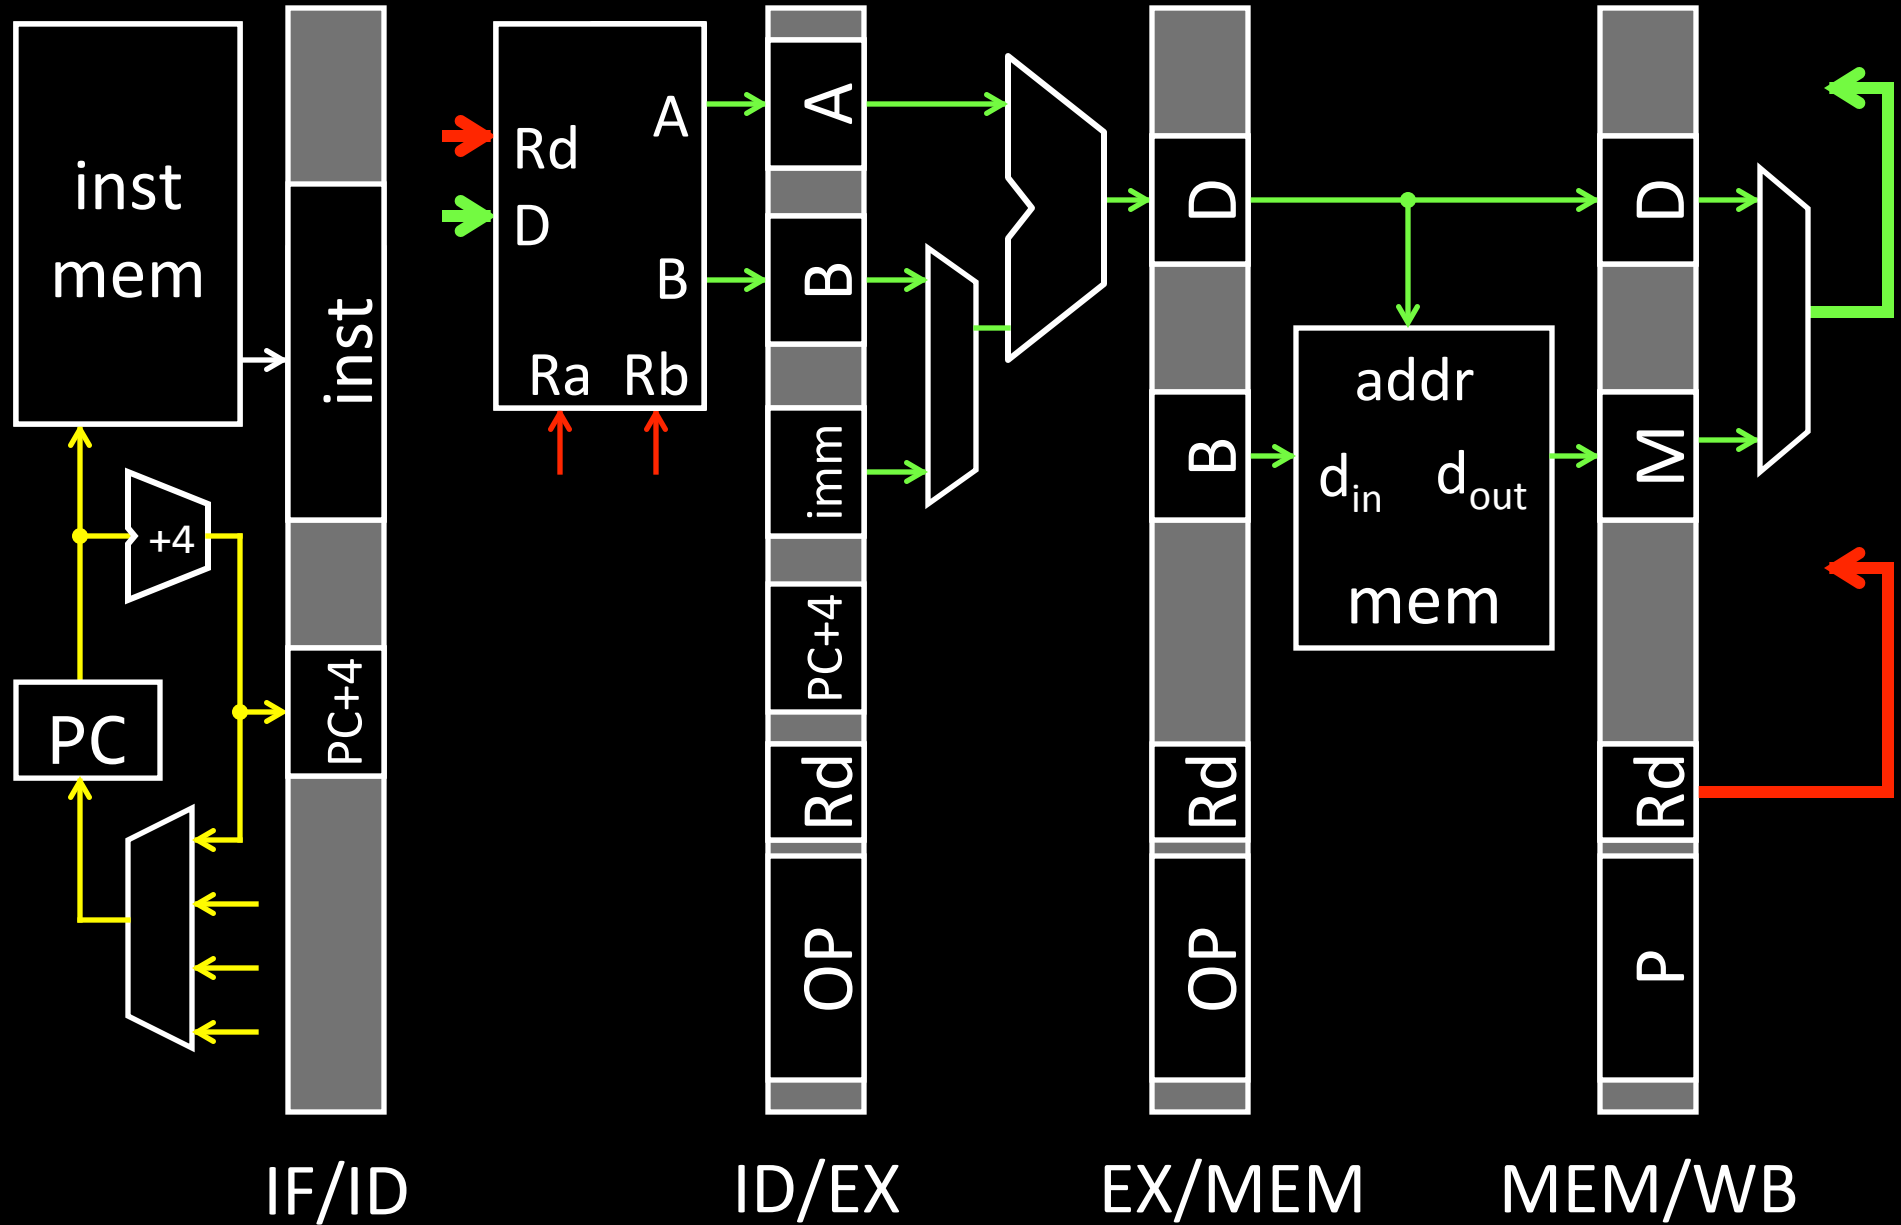 inst
mem
+4
PC
inst
PC+4
Rd
D
A
B
Ra Rb
A
B
imm
PC+4
Rd
OP
D
B
Rd
OP
addr
din dout
mem
D
M
Rd
P
IF/ID ID/EX EX/MEM MEM/WB